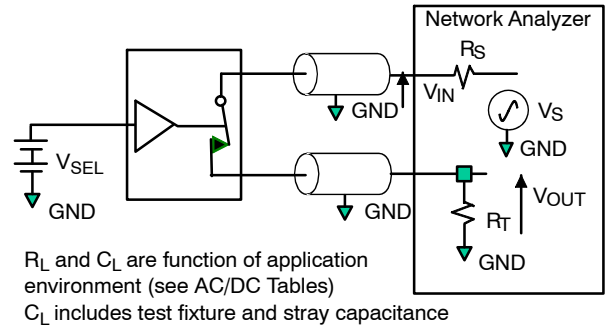 Network Analyzer
RS
GND
VIN
VS
GND
VSEL
GND
GND
VOUT
RT
GND
RL and CL are function of application
environment (see AC/DC Tables)
CL includes test fixture and stray capacitance